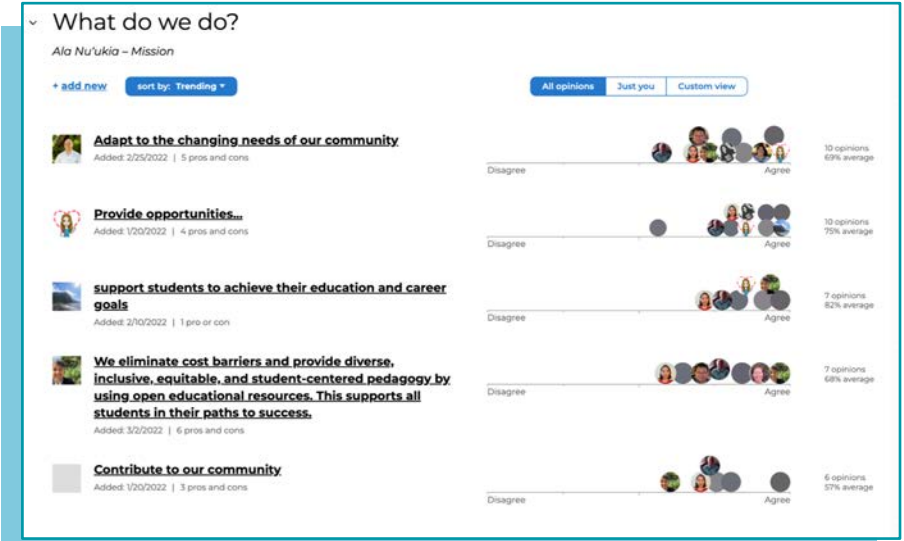 What do we do?
Ala Nu'ukia – Mission
+ add new
sort by: Trending
All opinions
Just you
Custom view
Adapt to the changing needs of our community
Added: 2/25/2022 | 5 pros and cons
Disagree
Agree
10 opinions
69% average
Provide opportunities...
Added: 1/20/2022 | 4 pros and cons
Disagree
Agree
10 opinions
75% average
support students to achieve their education and career
goals
Added: 2/10/2022 | 1 pro or con
Disagree
Agree
7 opinions
82% average
We eliminate cost barriers and provide diverse,
inclusive, equitable, and student-centered pedagogy by
using open educational resources. This supports all
students in their paths to success.
Added: 3/2/2022 | 6 pros and cons
Disagree
Agree
7 opinions
68% average
Contribute to our community
Added: 1/20/2022 | 3 pros and cons
Disagree
Agree
6 opinions
57% average